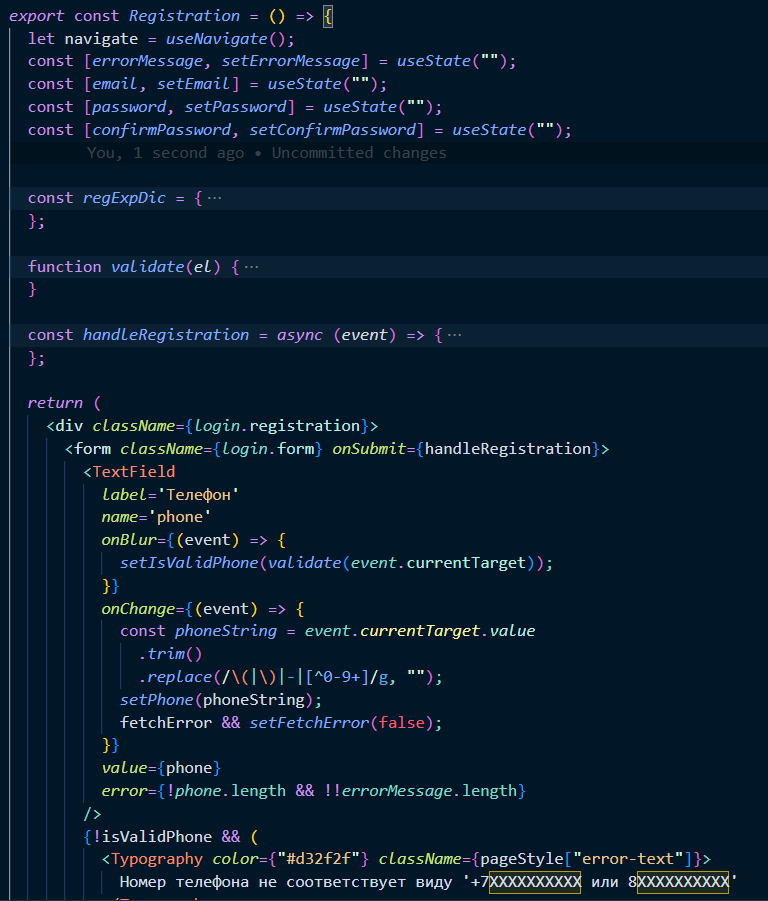 export const Registration = () => {
let navigate = useNavigate();
const [errorMessage, setErrorMessage] = useState("");
const [email, setEmail] = useState("");
const [password, setPassword] = useState("");
const [confirmPassword, setConfirmPassword] = useState("");
You, 1 second ago • Uncommitted changes
const regExpDic = { ···
};
function validate(el) { ···
}
const handleRegistration = async (event) => { ···
};
return (
<div className={login.registration}>
<form className={login.form} onSubmit={handleRegistration}>
<TextField
label='Телефон'
name='phone'
onBlur={(event) => {
setIsValidPhone(validate(event.currentTarget));
}}
onChange={(event) => {
const phoneString = event.currentTarget.value
.trim()
.replace(/\(|\)|-|[^0-9+]/g, "");
setPhone(phoneString);
fetchError && setFetchError(false);
}}
value={phone}
error={!phone.length && !!errorMessage.length}
/>
{!isValidPhone && (
<Typography color={"#d32f2f"} className={pageStyle["error-text"]}>
Номер телефона не соответствует виду '+7XXXXXXXXXX или 8XXXXXXXXXX'